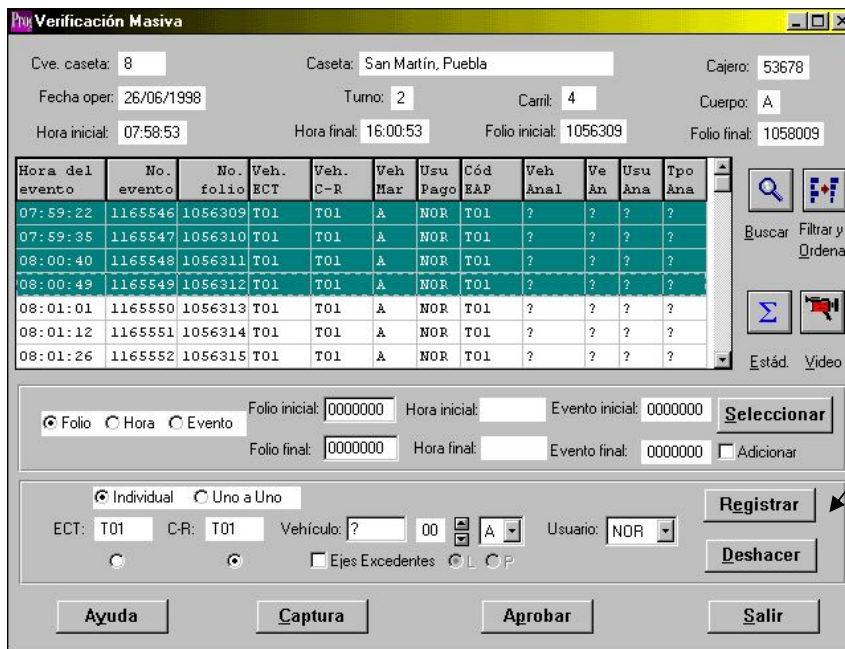 Verificación Masiva
Cve. caseta: 8 Caseta: San Martín, Puebla Cajero: 53678
Fecha oper: 26/06/1998 Turno: 2 Carril: 4 Cuerpo: A
Hora inicial: 07:58:53 Hora final: 16:00:53 Folio inicial: 1056309 Folio final: 1058009
Hora del No. No. Veh. Veh. Veh Usu Cód Veh Ve Usu Tpo
evento evento folio ECT C-R Mar Pago EAP Anal An Ana Ana
07:59:22 1165546 1056309 T01 T01 A NOR T01 ? ? ? ?
07:59:35 1165547 1056310 T01 T01 A NOR T01 ? ? ? ?
08:00:40 1165548 1056311 T01 T01 A NOR T01 ? ? ? ?
08:00:49 1165549 1056312 T01 T01 A NOR T01 ? ? ? ?
08:01:01 1165550 1056313 T01 T01 A NOR T01 ? ? ? ?
08:01:12 1165551 1056314 T01 T01 A NOR T01 ? ? ? ?
08:01:26 1165552 1056315 T01 T01 A NOR T01 ? ? ? ?
Buscar Filtrar y
Ordena
Σ
Estád. Video
Folio Hora Evento Folio inicial: 0000000 Hora inicial: Evento inicial: 0000000 Seleccionar
Folio final: 0000000 Hora final: Evento final: 0000000 Adicionar
Individual Uno a Uno Registrar
ECT: T01 C-R: T01 Vehículo: ? 00 A Usuario: NOR
Ejes Excedentes L P Deshacer
Ayuda Captura Aprobar Salir